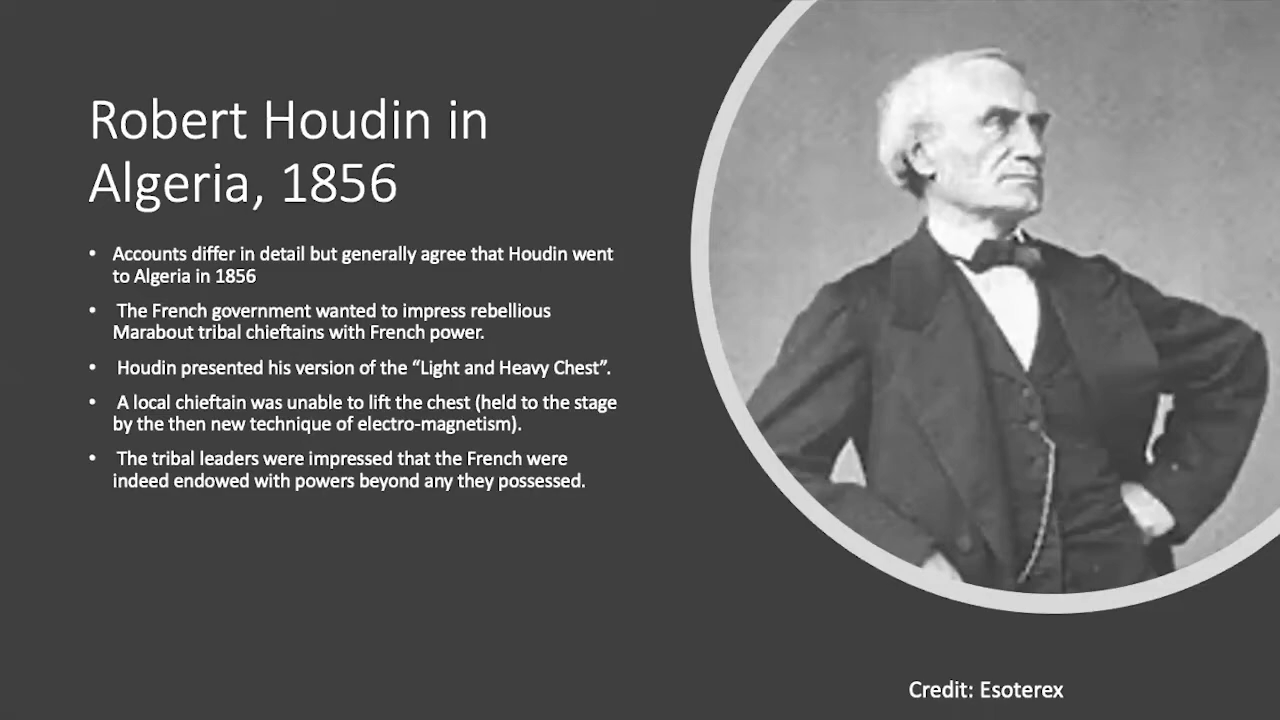 Robert Houdin in
Algeria, 1856
• Accounts differ in detail but generally agree that Houdin went
to Algeria in 1856
• The French government wanted to impress rebellious
Marabout tribal chieftains with French power.
• Houdin presented his version of the “Light and Heavy Chest”.
• A local chieftain was unable to lift the chest (held to the stage
by the then new technique of electro-magnetism).
• The tribal leaders were impressed that the French were
indeed endowed with powers beyond any they possessed.
Credit: Esoterex